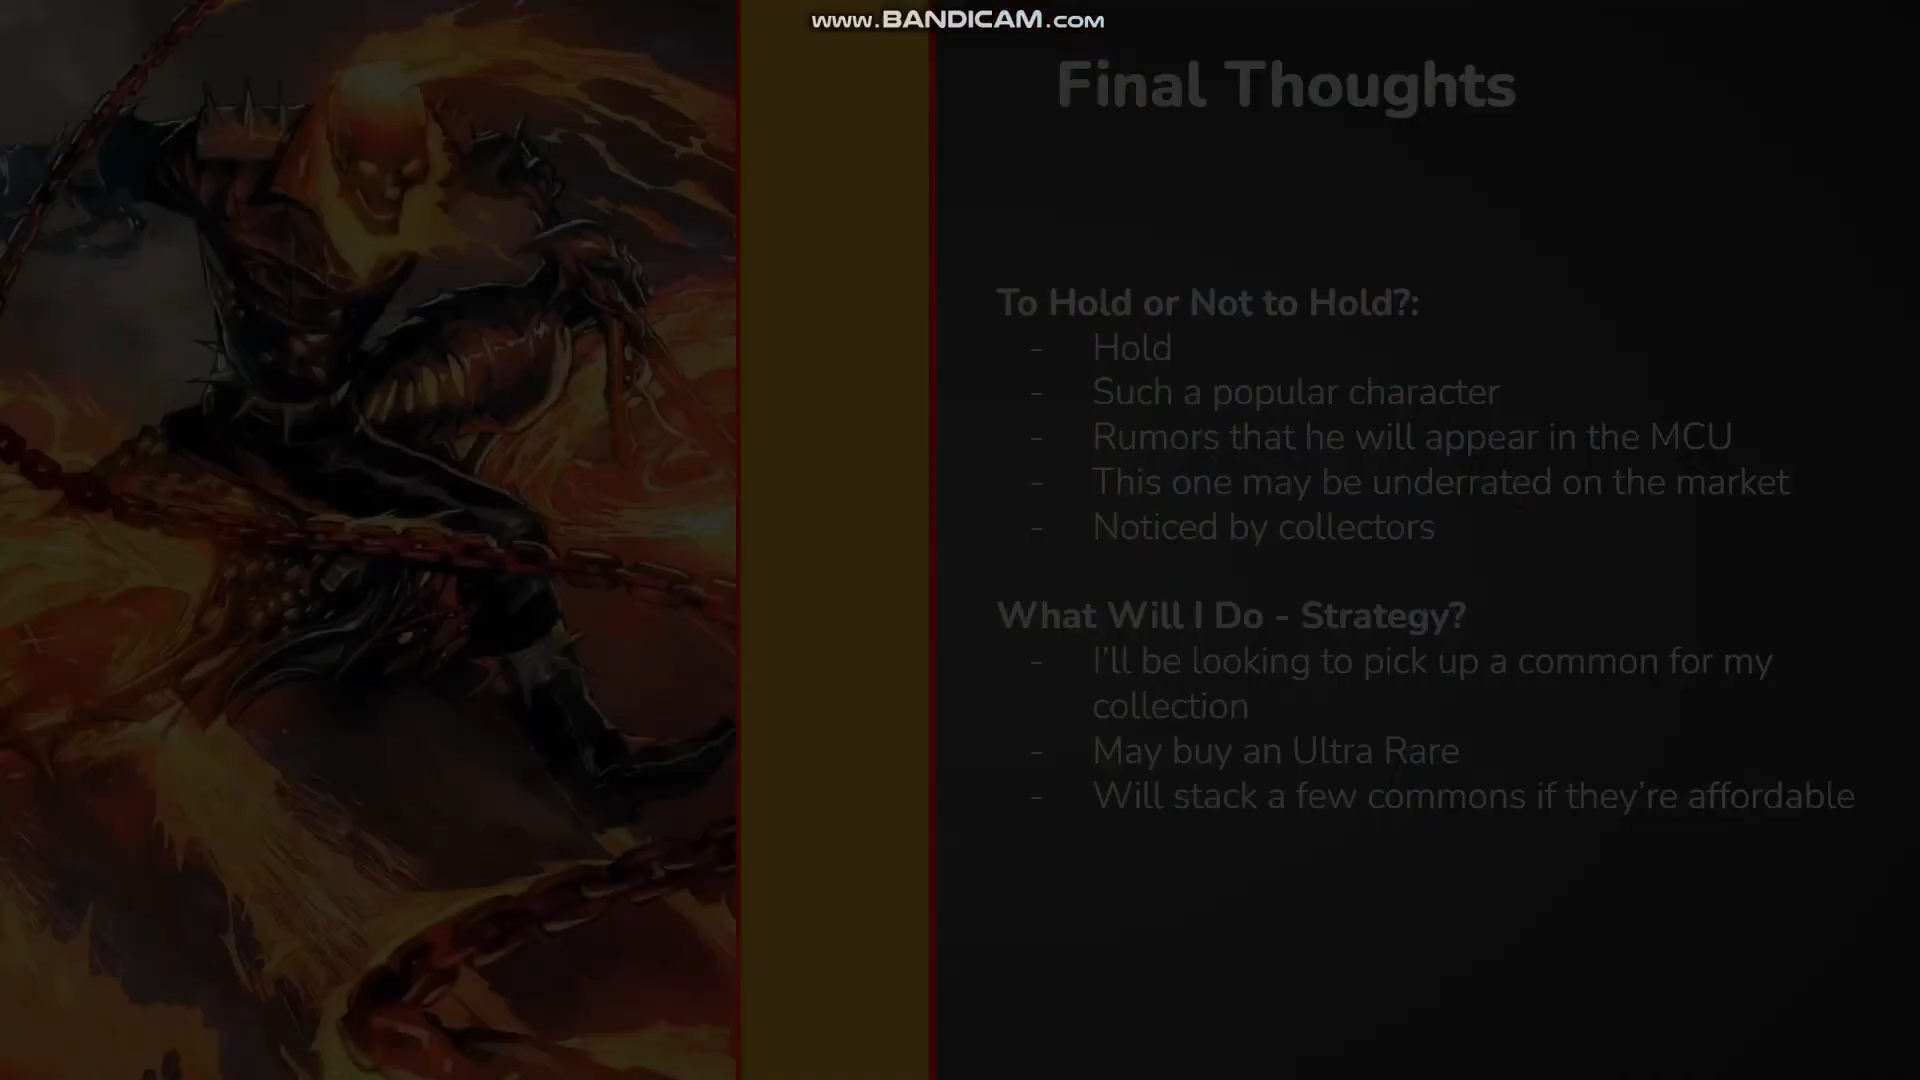 www.BANDICAM.com
Final Thoughts
To Hold or Not to Hold?:
- Hold
- Such a popular character
- Rumors that he will appear in the MCU
- This one may be underrated on the market
- Noticed by collectors
What Will I Do - Strategy?
- I’ll be looking to pick up a common for my
collection
- May buy an Ultra Rare
- Will stack a few commons if they’re affordable